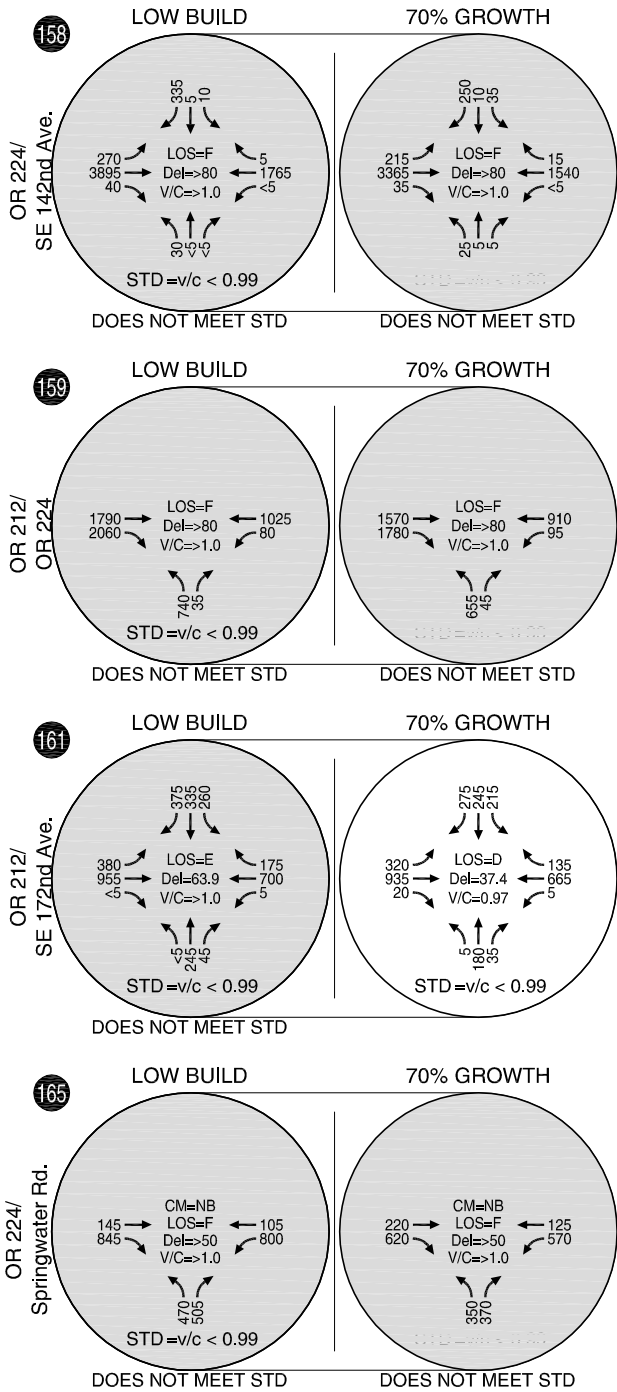 LOW BUILD 70% GROWTH
158
OR 224/
SE 142nd Ave.
335 5 10
270
3895
40
LOS=F
Del=>80
V/C=>1.0
5
1765
<5
30 <5 <5
STD=v/c < 0.99
DOES NOT MEET STD
250 10 35
215
3365
35
LOS=F
Del=>80
V/C=>1.0
15
1540
<5
25 5 5
DOES NOT MEET STD
LOW BUILD 70% GROWTH
159
OR 212/
OR 224
1790
2060
LOS=F
Del=>80
V/C=>1.0
1025
80
740 35
STD=v/c < 0.99
DOES NOT MEET STD
1570
1780
LOS=F
Del=>80
V/C=>1.0
910
95
655 45
DOES NOT MEET STD
LOW BUILD 70% GROWTH
161
OR 212/
SE 172nd Ave.
375 335 260
380
955
<5
LOS=E
Del=63.9
V/C=>1.0
175
700
5
<5 245 45
STD=v/c < 0.99
DOES NOT MEET STD
275 245 215
320
935
20
LOS=D
Del=37.4
V/C=0.97
135
665
5
5 180 35
STD=v/c < 0.99
LOW BUILD 70% GROWTH
165
OR 224/
Springwater Rd.
145
845
CM=NB
LOS=F
Del=>50
V/C=>1.0
105
800
470 505
STD=v/c < 0.99
DOES NOT MEET STD
220
620
CM=NB
LOS=F
Del=>50
V/C=>1.0
125
570
350 370
DOES NOT MEET STD